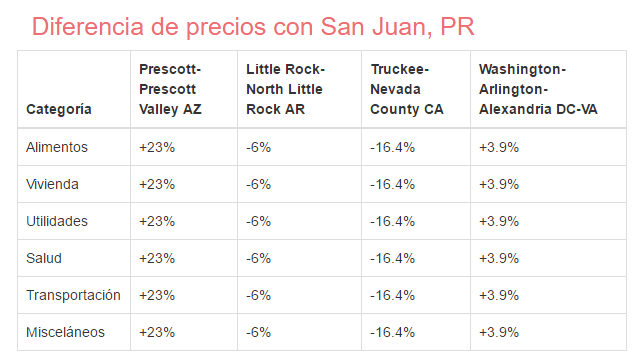 Diferencia de precios con San Juan, PR
Categoría Prescott-Prescott Valley AZ Little Rock-North Little Rock AR Truckee-Nevada County CA Washington-Arlington-Alexandria DC-VA
Alimentos +23% -6% -16.4% +3.9%
Vivienda +23% -6% -16.4% +3.9%
Utilidades +23% -6% -16.4% +3.9%
Salud +23% -6% -16.4% +3.9%
Transportación +23% -6% -16.4% +3.9%
Misceláneos +23% -6% -16.4% +3.9%